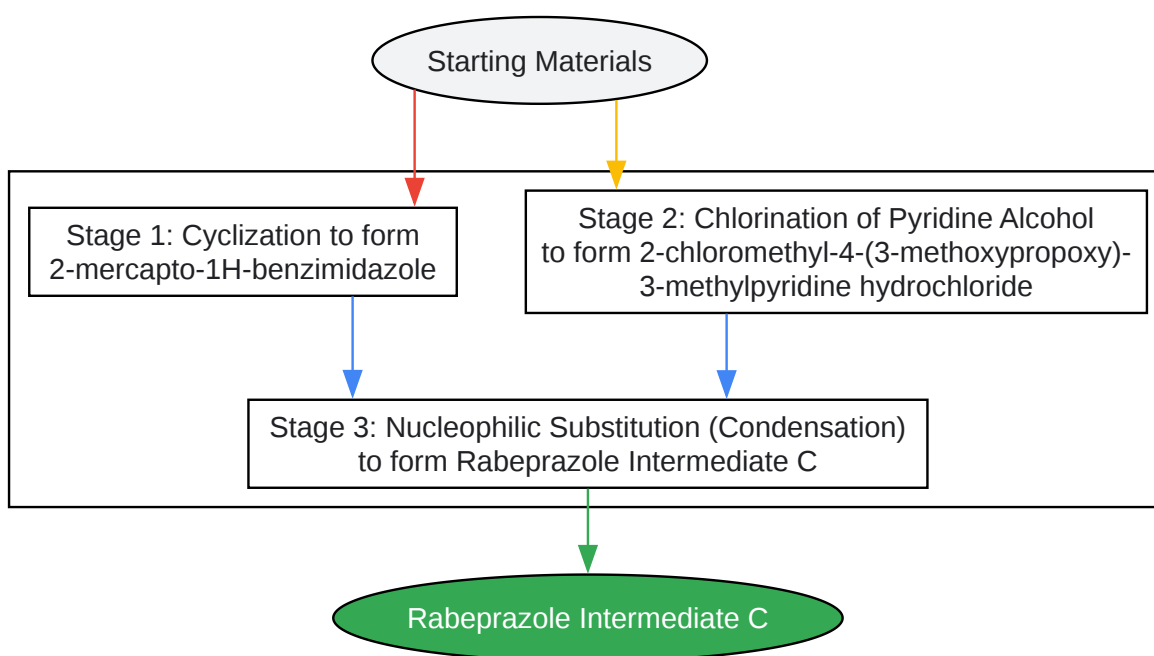 Starting Materials
Stage 1: Cyclization to form
2-mercapto-1H-benzimidazole
Stage 2: Chlorination of Pyridine Alcohol
to form 2-chloromethyl-4-(3-methoxypropoxy)-
3-methylpyridine hydrochloride
Stage 3: Nucleophilic Substitution (Condensation)
to form Rabeprazole Intermediate C
Rabeprazole Intermediate C